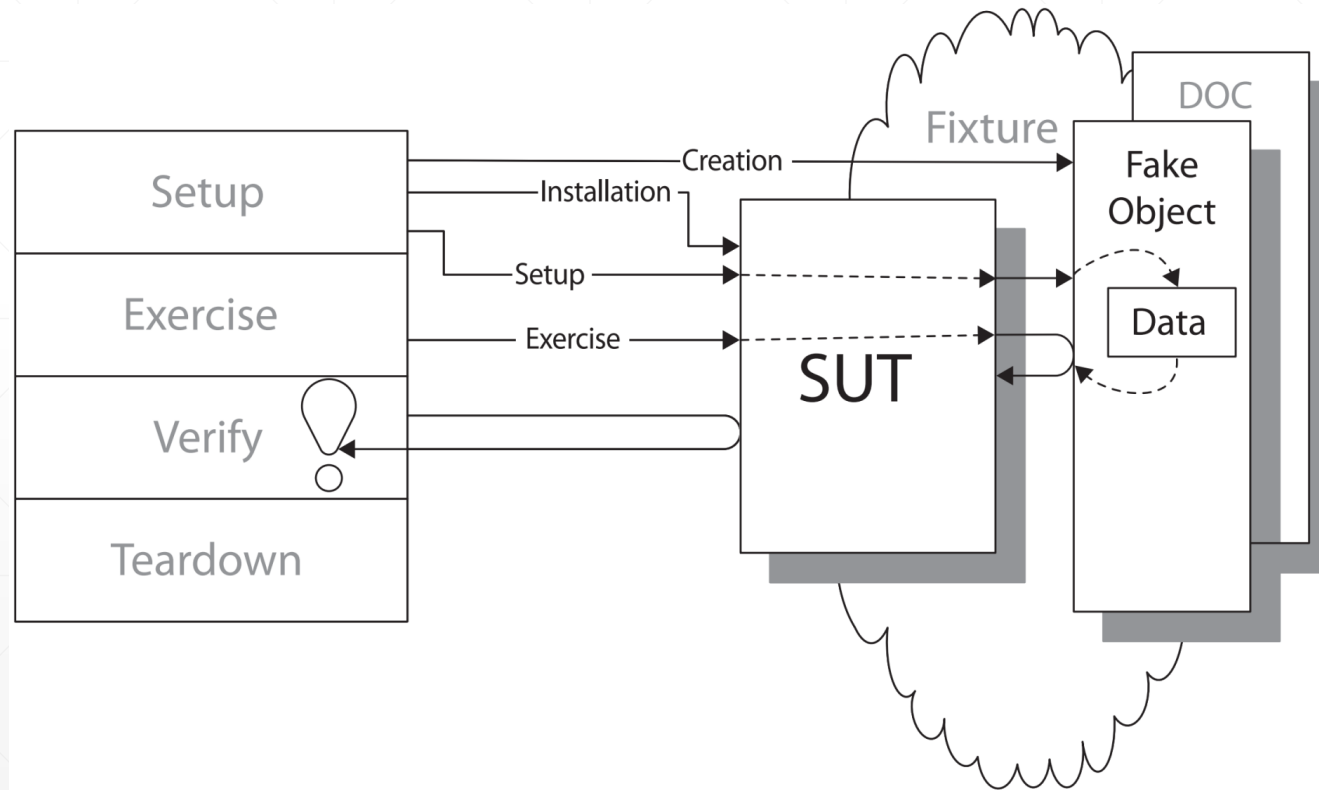 DOC
Fixture
Creation
Fake
Object
Setup
Installation
Setup
Data
Exercise
Exercise
SUT
Verify
Teardown